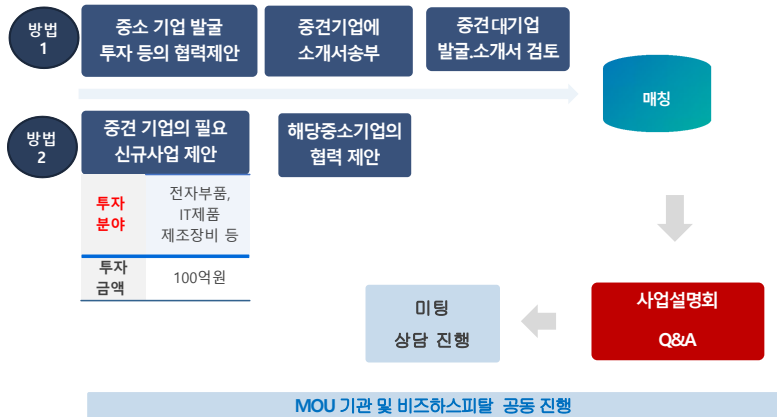 방법
1
중소 기업 발굴
투자 등의 협력제안
중견기업에
소개서송부
중견대기업
발굴.소개서 검토
매칭
방법
2
중견 기업의 필요
신규사업 제안
해당중소기업의
협력 제안
투자
분야
전자부품,
IT제품
제조장비 등
투자
금액
100억원
사업설명회
Q&A
미팅
상담 진행
MOU 기관 및 비즈하스피탈 공동 진행